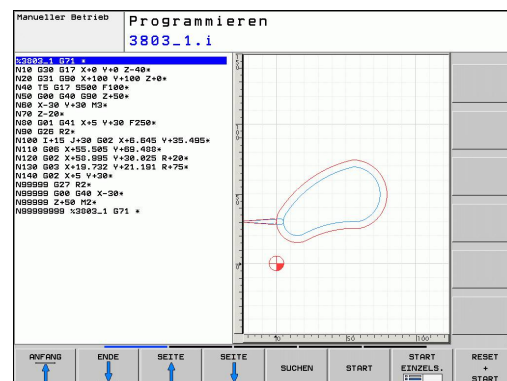 Manueller Betrieb
Programmieren
3803_1.i
%3803_1 G71 *
N10 G30 G17 X+0 Y+0 Z-40*
N20 G31 G90 X+100 Y+100 Z+0*
N40 T5 G17 S500 F100*
N50 G00 G40 G90 Z+50*
N60 X-30 Y+30 M3*
N70 Z-20*
N80 G01 G41 X+5 Y+30 F250*
N90 G26 R2*
N100 I+15 J+30 G02 X+6.645 Y+35.495*
N110 G06 X+55.505 Y+69.488*
N120 G02 X+58.995 Y+30.025 R+20*
N130 G03 X+19.732 Y+21.191 R+75*
N140 G02 X+5 Y+30*
N99999 G27 R2*
N99999 G00 G40 X-30*
N99999 Z+50 M2*
N99999999 %3803_1 G71 *
50
100
ANFANG
ENDE
SEITE
SEITE
SUCHEN
START
START EINZELS.
RESET + START